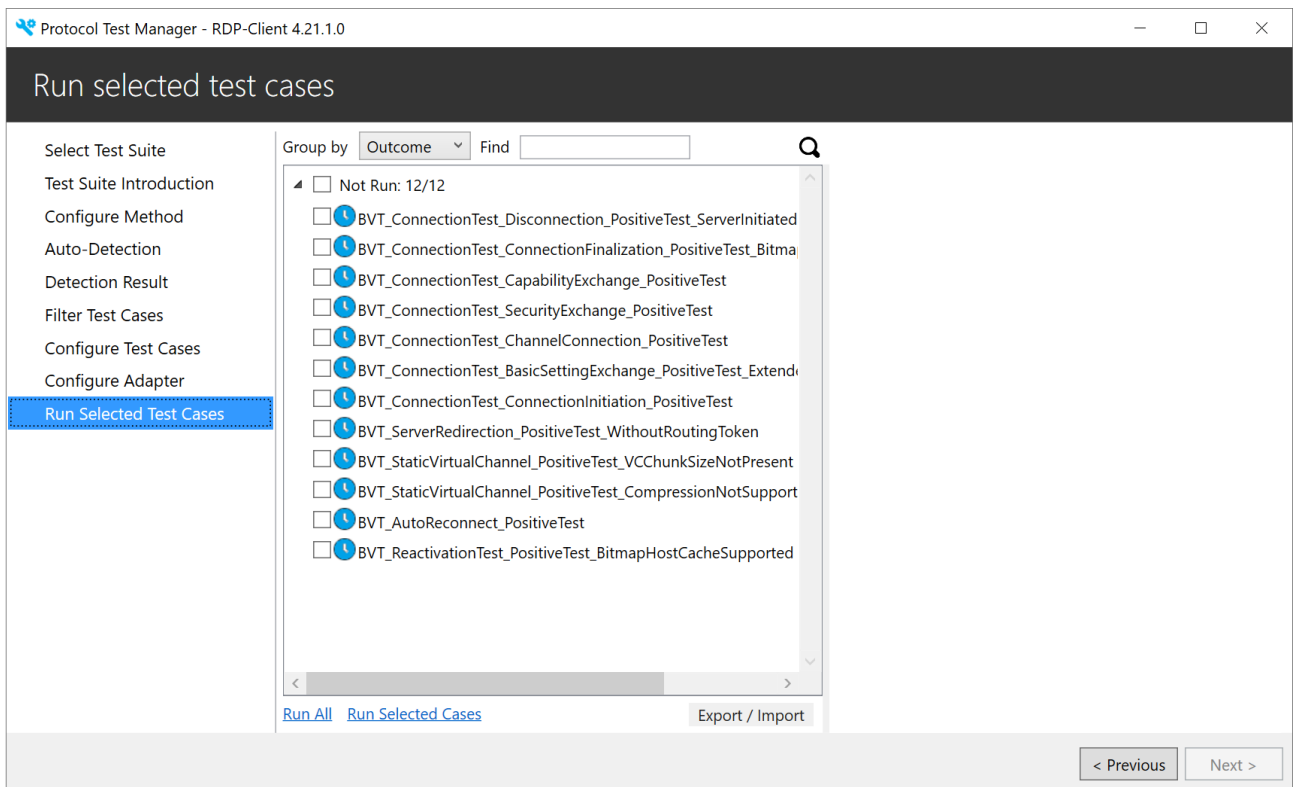 Protocol Test Manager - RDP-Client 4.21.1.0
Run selected test cases
Select Test Suite
Test Suite Introduction
Configure Method
Auto-Detection
Detection Result
Filter Test Cases
Configure Test Cases
Configure Adapter
Run Selected Test Cases
Group by Outcome Find
Not Run: 12/12
BVT_ConnectionTest_Disconnection_PositiveTest_ServerInitiated
BVT_ConnectionTest_ConnectionFinalization_PositiveTest_Bitma
BVT_ConnectionTest_CapabilityExchange_PositiveTest
BVT_ConnectionTest_SecurityExchange_PositiveTest
BVT_ConnectionTest_ChannelConnection_PositiveTest
BVT_ConnectionTest_BasicSettingExchange_PositiveTest_Extend
BVT_ConnectionTest_ConnectionInitiation_PositiveTest
BVT_ServerRedirection_PositiveTest_WithoutRoutingToken
BVT_StaticVirtualChannel_PositiveTest_VCChunkSizeNotPresent
BVT_StaticVirtualChannel_PositiveTest_CompressionNotSupport
BVT_AutoReconnect_PositiveTest
BVT_ReactivationTest_PositiveTest_BitmapHostCacheSupported
Run All Run Selected Cases Export / Import
< Previous Next >